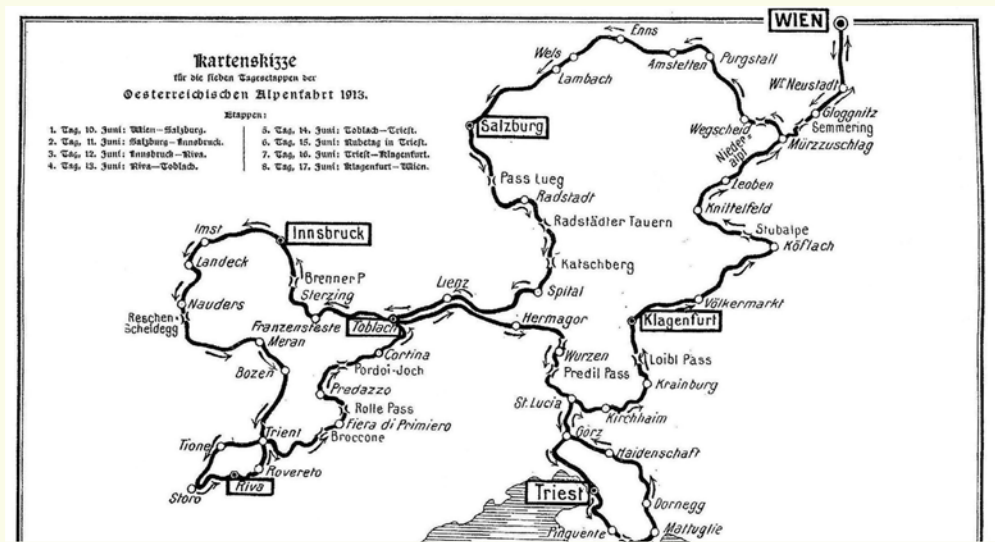 Kartenskizze
für die sieben Tagesetappen der
Oesterreichischen Alpenfahrt 1913.
Etappen:
1. Tag, 10. Juni: Wien—Salzburg.
2. Tag, 11. Juni: Salzburg—Innsbruck.
3. Tag, 12. Juni: Innsbruck—Riva.
4. Tag, 13. Juni: Riva—Toblach.
5. Tag, 14. Juni: Toblach—Triest.
6. Tag, 15. Juni: Ruhetag in Triest.
7. Tag, 16. Juni: Triest—Klagenfurt.
8. Tag, 17. Juni: Klagenfurt—Wien.
WIEN
Enns
Wels
Lambach
Amstetten
Purgstall
Wr. Neustadt
Gloggnitz
Semmering
Wegscheid
Niederalpl
Mürzzuschlag
Salzburg
Pass Lueg
Radstadt
Radstädter Tauern
Katschberg
Spital
Leoben
Knittelfeld
Stubalpe
Köflach
Völkermarkt
Klagenfurt
Loibl Pass
Krainburg
Kirchhaim
Imst
Innsbruck
Landeck
Brenner P
Sterzing
Nauders
Reschen-
Scheidegg
Franzensfeste
Toblach
Lienz
Hermagor
Wurzen
Predil Pass
Meran
Bozen
Cortina
Pordoi-Joch
Predazzo
Rolle Pass
Fiera di Primiero
Broccone
Trient
Tione
Rovereto
Riva
Storo
St. Lucia
Görz
Haidenschaft
Triest
Dornegg
Pinguente
Mattuglie